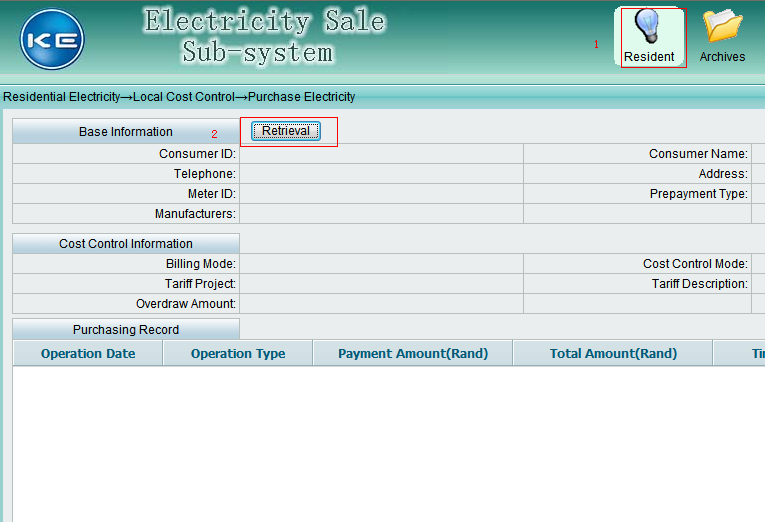 KE
Electricity Sale
Sub-system
1
Resident
Archives
Residential Electricity→Local Cost Control→Purchase Electricity
Base Information 2 Retrieval
Consumer ID: Consumer Name:
Telephone: Address:
Meter ID: Prepayment Type:
Manufacturers:
Cost Control Information
Billing Mode: Cost Control Mode:
Tariff Project: Tariff Description:
Overdraw Amount:
Purchasing Record
Operation Date Operation Type Payment Amount(Rand) Total Amount(Rand)